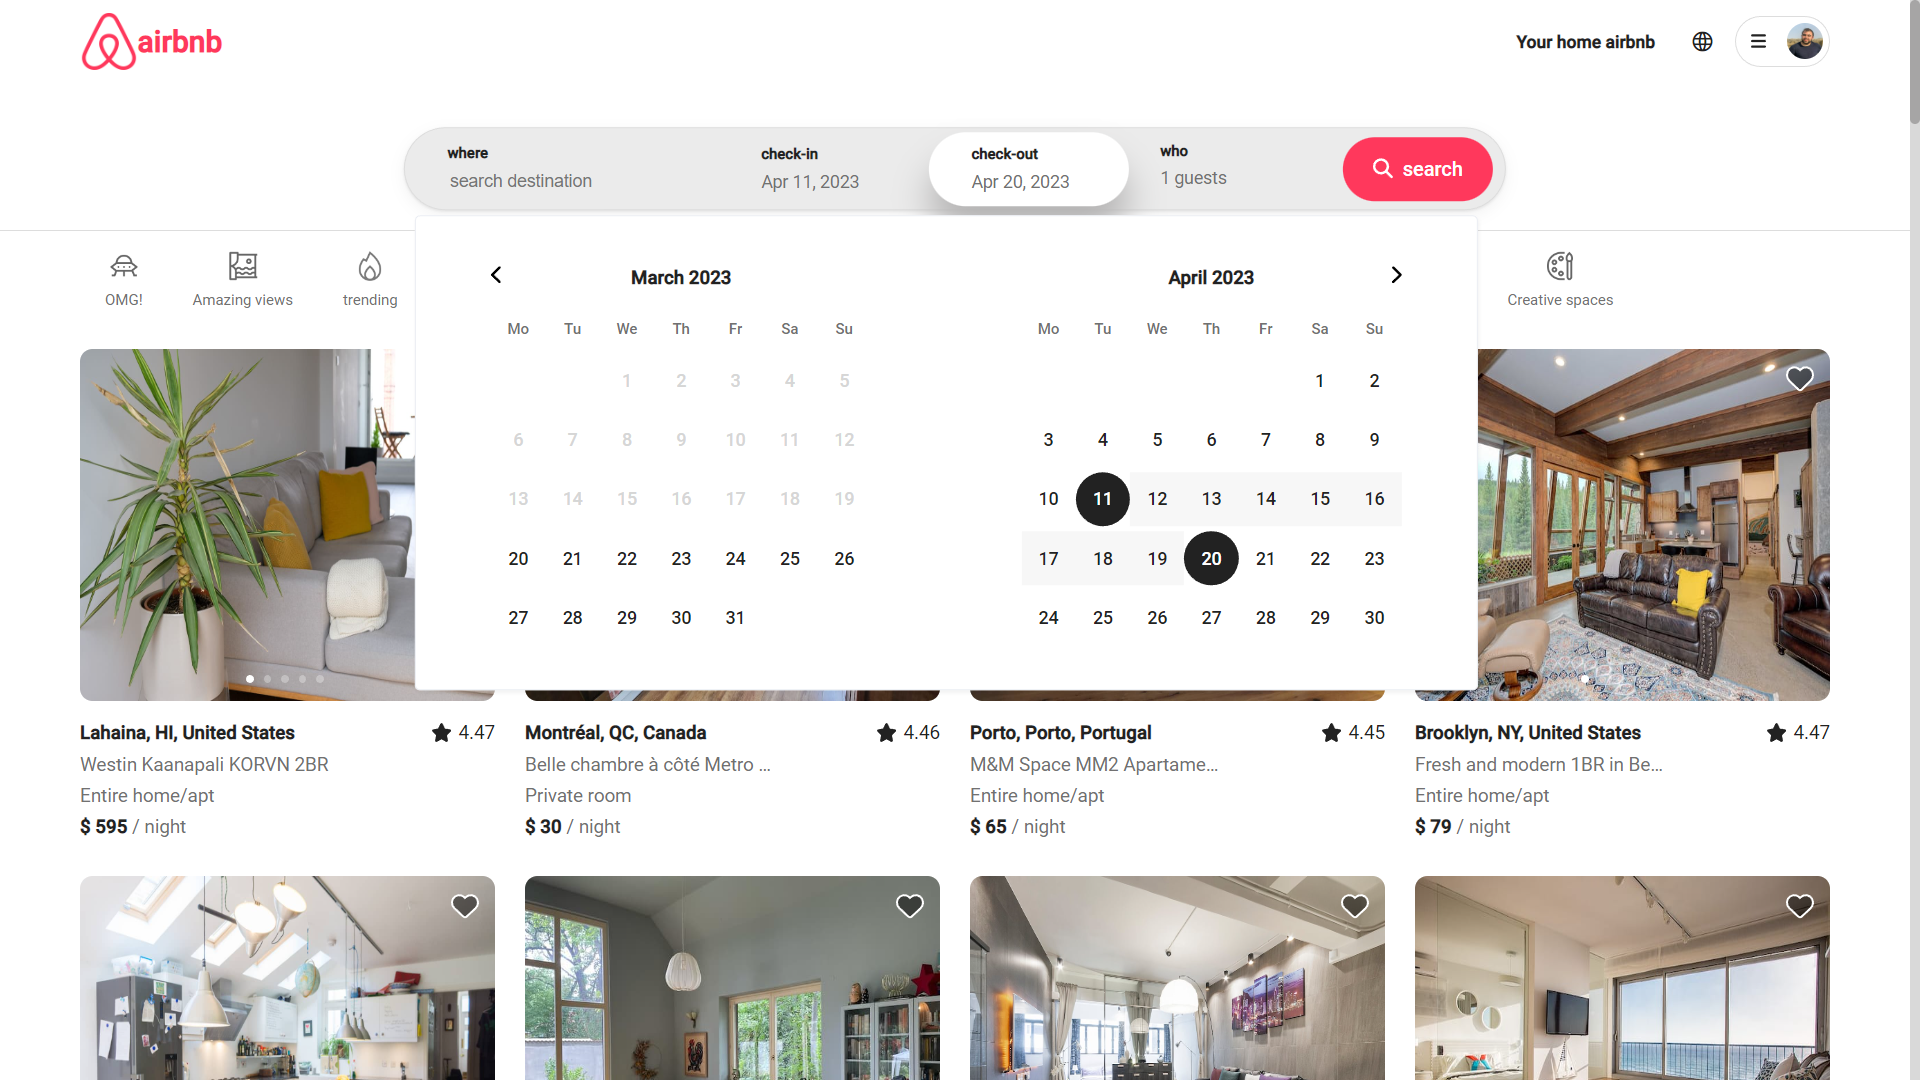 airbnb
Your home airbnb
where
search destination
check-in
Apr 11, 2023
check-out
Apr 20, 2023
who
1 guests
search
OMG!
Amazing views
trending
Creative spaces
March 2023
Mo Tu We Th Fr Sa Su
1 2 3 4 5
6 7 8 9 10 11 12
13 14 15 16 17 18 19
20 21 22 23 24 25 26
27 28 29 30 31
April 2023
Mo Tu We Th Fr Sa Su
1 2
3 4 5 6 7 8 9
10 11 12 13 14 15 16
17 18 19 20 21 22 23
24 25 26 27 28 29 30
Lahaina, HI, United States 4.47
Westin Kaanapali KORVN 2BR
Entire home/apt
$ 595 / night
Montréal, QC, Canada 4.46
Belle chambre à côté Metro ...
Private room
$ 30 / night
Porto, Porto, Portugal 4.45
M&M Space MM2 Apartame...
Entire home/apt
$ 65 / night
Brooklyn, NY, United States 4.47
Fresh and modern 1BR in Be...
Entire home/apt
$ 79 / night